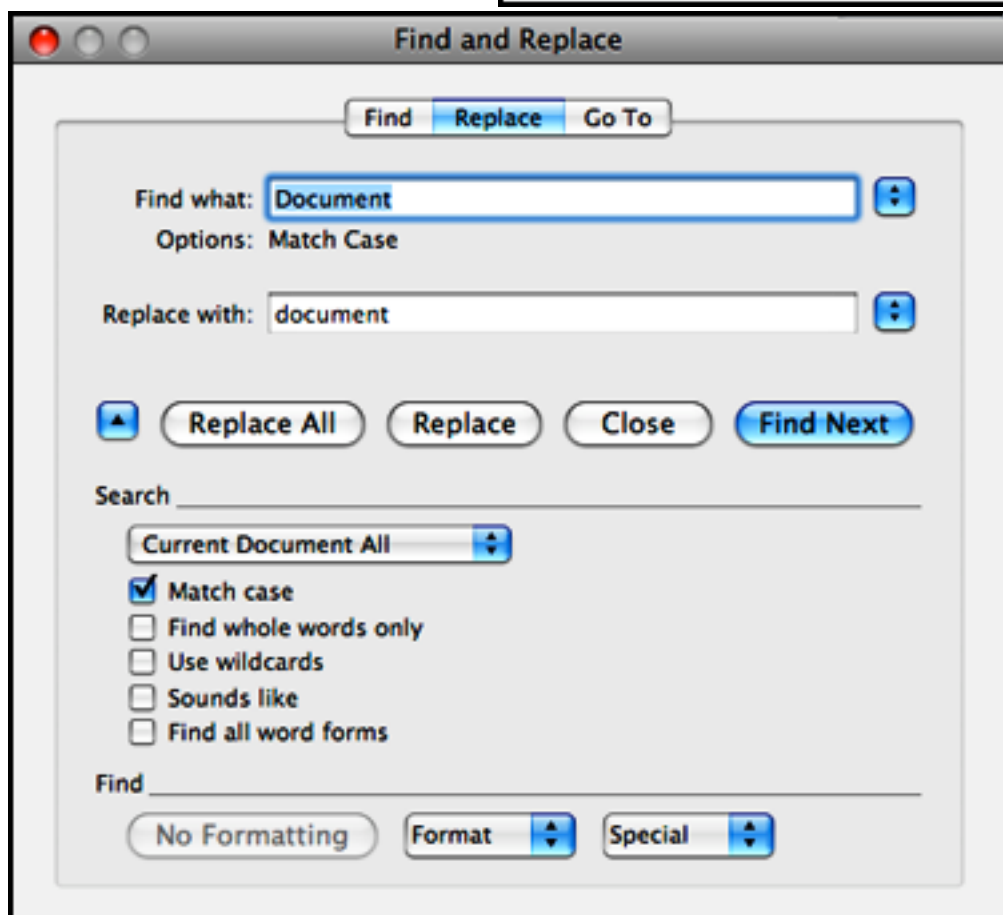 Find and Replace
Find Replace Go To
Find what: Document
Options: Match Case
Replace with: document
Replace All Replace Close Find Next
Search
Current Document All
Match case
Find whole words only
Use wildcards
Sounds like
Find all word forms
Find
No Formatting Format Special